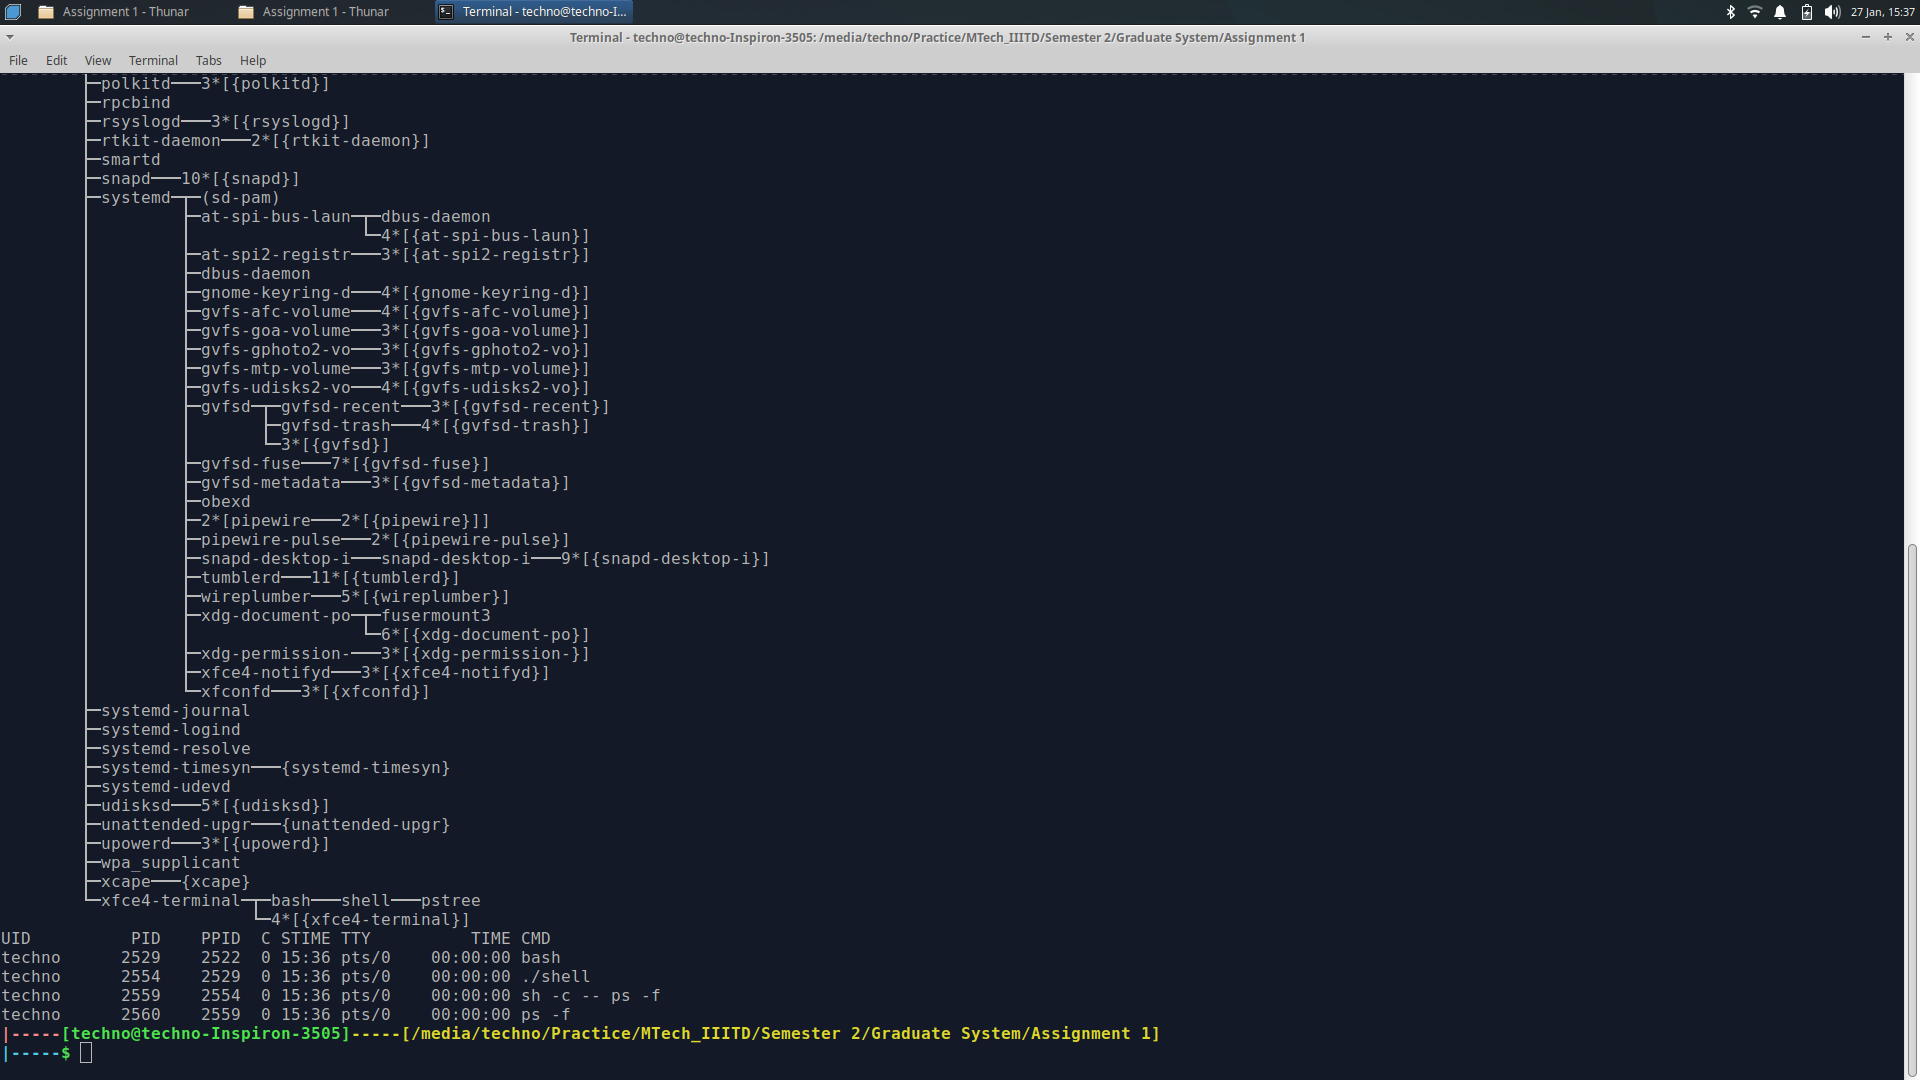 Assignment 1 - Thunar Assignment 1 - Thunar Terminal - techno@techno-I... 27 Jan, 15:37
Terminal - techno@techno-Inspiron-3505: /media/techno/Practice/MTech_IIITD/Semester 2/Graduate System/Assignment 1
File Edit View Terminal Tabs Help
├─polkitd───3*[{polkitd}]
├─rpcbind
├─rsyslogd───3*[{rsyslogd}]
├─rtkit-daemon───2*[{rtkit-daemon}]
├─smartd
├─snapd───10*[{snapd}]
├─systemd─┬─(sd-pam)
│         ├─at-spi-bus-laun─┬─dbus-daemon
│         │                 └─4*[{at-spi-bus-laun}]
│         ├─at-spi2-registr───3*[{at-spi2-registr}]
│         ├─dbus-daemon
│         ├─gnome-keyring-d───4*[{gnome-keyring-d}]
│         ├─gvfs-afc-volume───4*[{gvfs-afc-volume}]
│         ├─gvfs-goa-volume───3*[{gvfs-goa-volume}]
│         ├─gvfs-gphoto2-vo───3*[{gvfs-gphoto2-vo}]
│         ├─gvfs-mtp-volume───3*[{gvfs-mtp-volume}]
│         ├─gvfs-udisks2-vo───4*[{gvfs-udisks2-vo}]
│         ├─gvfsd─┬─gvfsd-recent───3*[{gvfsd-recent}]
│         │       ├─gvfsd-trash───4*[{gvfsd-trash}]
│         │       └─3*[{gvfsd}]
│         ├─gvfsd-fuse───7*[{gvfsd-fuse}]
│         ├─gvfsd-metadata───3*[{gvfsd-metadata}]
│         ├─obexd
│         ├─2*[pipewire───2*[{pipewire}]]
│         ├─pipewire-pulse───2*[{pipewire-pulse}]
│         ├─snapd-desktop-i───snapd-desktop-i───9*[{snapd-desktop-i}]
│         ├─tumblerd───11*[{tumblerd}]
│         ├─wireplumber───5*[{wireplumber}]
│         ├─xdg-document-po─┬─fusermount3
│         │                 └─6*[{xdg-document-po}]
│         ├─xdg-permission-───3*[{xdg-permission-}]
│         ├─xfce4-notifyd───3*[{xfce4-notifyd}]
│         └─xfconfd───3*[{xfconfd}]
├─systemd-journal
├─systemd-logind
├─systemd-resolve
├─systemd-timesyn───{systemd-timesyn}
├─systemd-udevd
├─udisksd───5*[{udisksd}]
├─unattended-upgr───{unattended-upgr}
├─upowerd───3*[{upowerd}]
├─wpa_supplicant
├─xcape───{xcape}
└─xfce4-terminal─┬─bash───shell───pstree
                 └─4*[{xfce4-terminal}]
UID          PID    PPID  C STIME TTY          TIME CMD
techno      2529    2522  0 15:36 pts/0    00:00:00 bash
techno      2554    2529  0 15:36 pts/0    00:00:00 ./shell
techno      2559    2554  0 15:36 pts/0    00:00:00 sh -c -- ps -f
techno      2560    2559  0 15:36 pts/0    00:00:00 ps -f
|-----[techno@techno-Inspiron-3505]-----[/media/techno/Practice/MTech_IIITD/Semester 2/Graduate System/Assignment 1]
|-----$